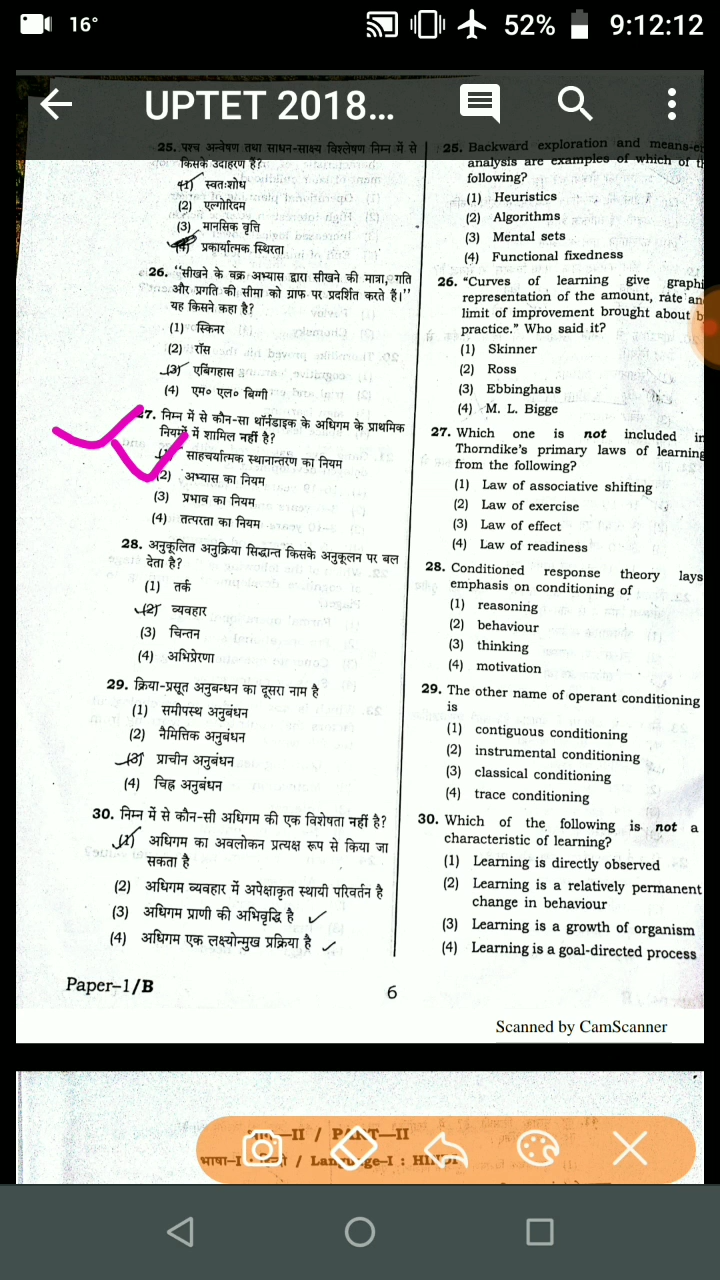 16°
52%
9:12:12
UPTET 2018...
25. पश्च अन्वेषण तथा साधन-साक्ष्य विश्लेषण निम्न में से
किसके उदाहरण हैं?
(1) स्वतःशोध
(2) एल्गोरिदम
(3) मानसिक वृत्ति
(4) प्रकार्यात्मक स्थिरता
26. “सीखने के वक्र अभ्यास द्वारा सीखने की मात्रा, गति
और प्रगति की सीमा को ग्राफ पर प्रदर्शित करते हैं।”
यह किसने कहा है?
(1) स्किनर
(2) रॉस
(3) एबिंगहास
(4) एम० एल० बिग्गी
27. निम्न में से कौन-सा थॉर्नडाइक के अधिगम के प्राथमिक
नियमों में शामिल नहीं है?
(1) साहचर्यात्मक स्थानान्तरण का नियम
(2) अभ्यास का नियम
(3) प्रभाव का नियम
(4) तत्परता का नियम
28. अनुकूलित अनुक्रिया सिद्धान्त किसके अनुकूलन पर बल
देता है?
(1) तर्क
(2) व्यवहार
(3) चिन्तन
(4) अभिप्रेरणा
29. क्रिया-प्रसूत अनुबन्धन का दूसरा नाम है
(1) समीपस्थ अनुबंधन
(2) नैमित्तिक अनुबंधन
(3) प्राचीन अनुबंधन
(4) चिह्न अनुबंधन
30. निम्न में से कौन-सी अधिगम की एक विशेषता नहीं है?
(1) अधिगम का अवलोकन प्रत्यक्ष रूप से किया जा
सकता है
(2) अधिगम व्यवहार में अपेक्षाकृत स्थायी परिवर्तन है
(3) अधिगम प्राणी की अभिवृद्धि है
(4) अधिगम एक लक्ष्योन्मुख प्रक्रिया है
25. Backward exploration and means-e
analysis are examples of which of t
following?
(1) Heuristics
(2) Algorithms
(3) Mental sets
(4) Functional fixedness
26. “Curves of learning give graphi
representation of the amount, rate an
limit of improvement brought about b
practice.” Who said it?
(1) Skinner
(2) Ross
(3) Ebbinghaus
(4) M. L. Bigge
27. Which one is not included in
Thorndike's primary laws of learning
from the following?
(1) Law of associative shifting
(2) Law of exercise
(3) Law of effect
(4) Law of readiness
28. Conditioned response theory lays
emphasis on conditioning of
(1) reasoning
(2) behaviour
(3) thinking
(4) motivation
29. The other name of operant conditioning
is
(1) contiguous conditioning
(2) instrumental conditioning
(3) classical conditioning
(4) trace conditioning
30. Which of the following is not a
characteristic of learning?
(1) Learning is directly observed
(2) Learning is a relatively permanent
change in behaviour
(3) Learning is a growth of organism
(4) Learning is a goal-directed process
Paper–1/B
6
Scanned by CamScanner
—II / PART—II
भाषा–I : / Language–I : HINDI